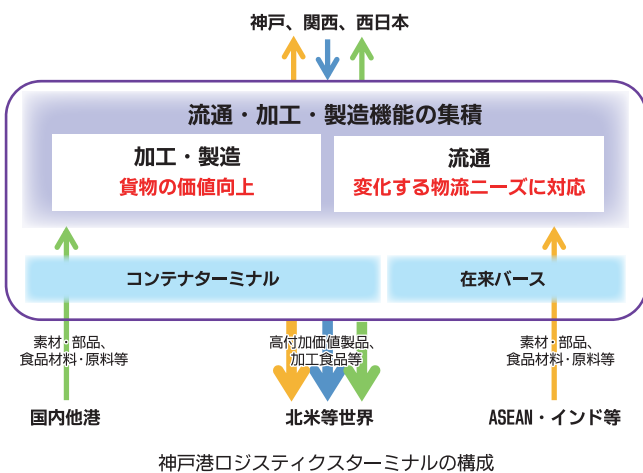 神戸、関西、西日本
流通・加工・製造機能の集積
加工・製造
貨物の価値向上
流通
変化する物流ニーズに対応
コンテナターミナル
在来バース
素材・部品、
食品材料・原料等
高付加価値製品、
加工食品等
素材・部品、
食品材料・原料等
国内他港
北米等世界
ASEAN・インド等
神戸港ロジスティクスターミナルの構成